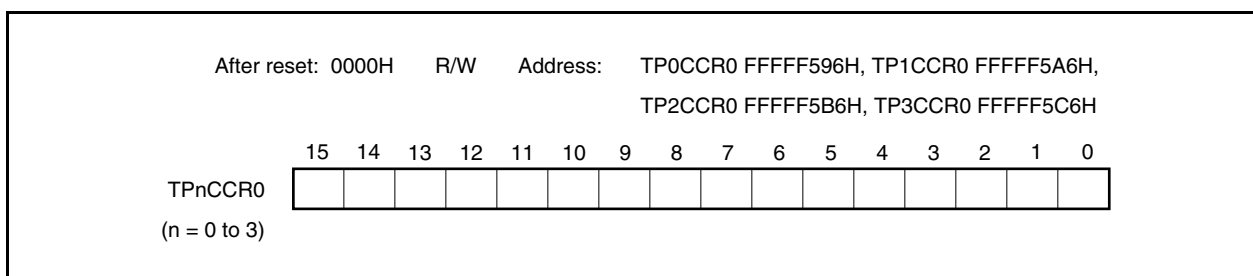 After reset: 0000H R/W Address: TP0CCR0 FFFFF596H, TP1CCR0 FFFFF5A6H,
TP2CCR0 FFFFF5B6H, TP3CCR0 FFFFF5C6H
15 14 13 12 11 10 9 8 7 6 5 4 3 2 1 0
TPnCCR0
(n = 0 to 3)